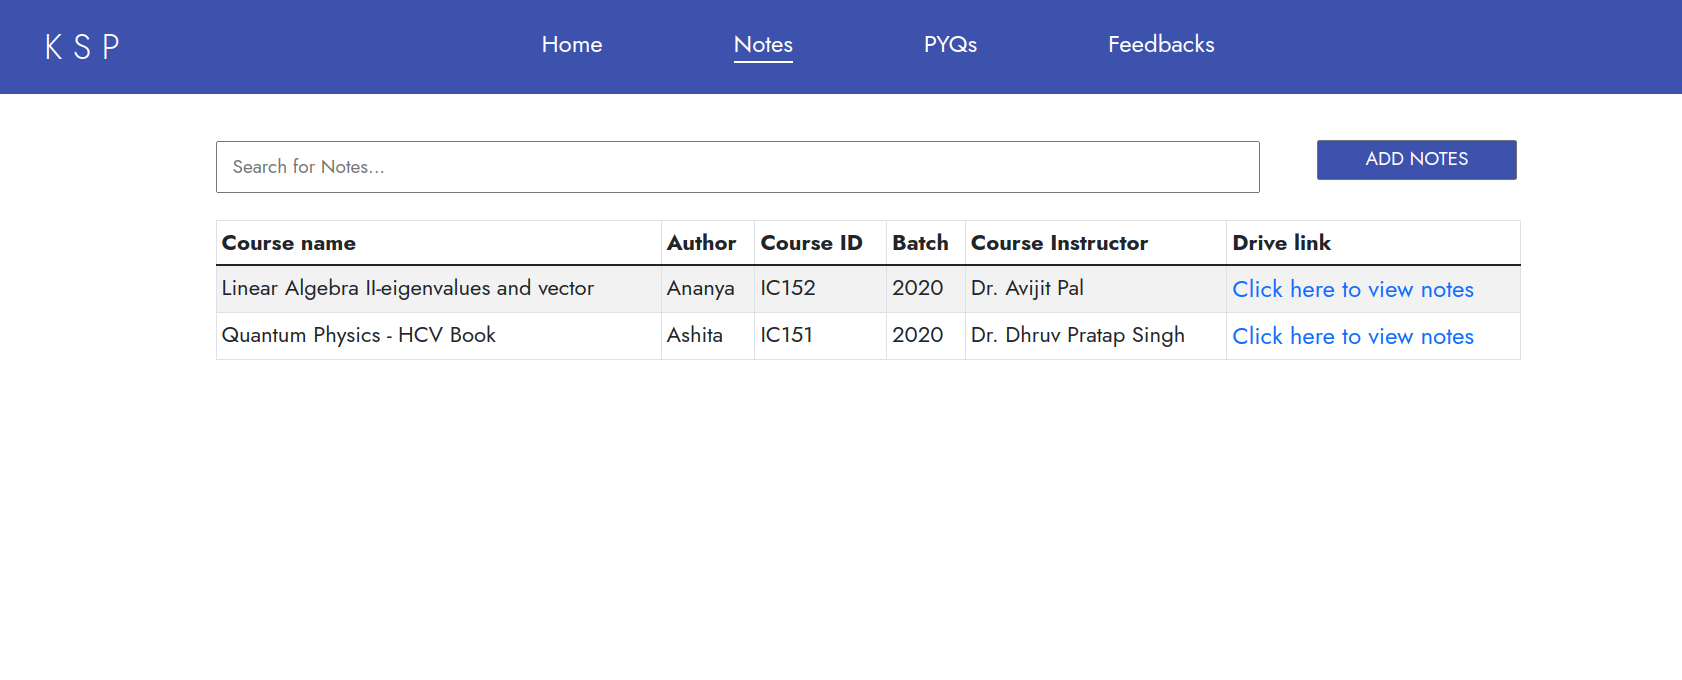 K S P Home Notes PYQs Feedbacks
Search for Notes... ADD NOTES
Course name Author Course ID Batch Course Instructor Drive link
Linear Algebra II-eigenvalues and vector Ananya IC152 2020 Dr. Avijit Pal Click here to view notes
Quantum Physics - HCV Book Ashita IC151 2020 Dr. Dhruv Pratap Singh Click here to view notes